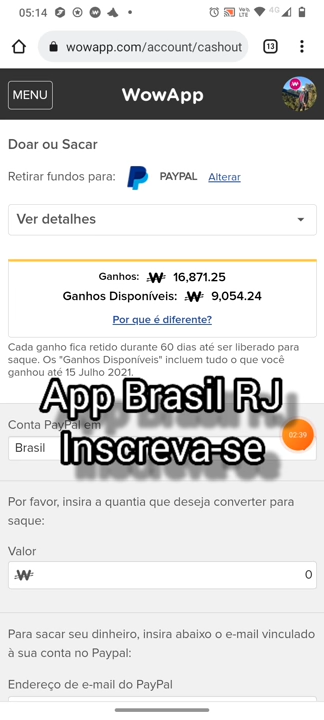 05:14
Vo)) LTE 4G
wowapp.com/account/cashout
13
MENU
WowApp
Doar ou Sacar
Retirar fundos para: PAYPAL Alterar
Ver detalhes
Ganhos: 16,871.25
Ganhos Disponíveis: 9,054.24
Por que é diferente?
Cada ganho fica retido durante 60 dias até ser liberado para
saque. Os "Ganhos Disponíveis" incluem tudo o que você
ganhou até 15 Julho 2021.
App Brasil RJ
Conta PayPal em
02:39
Inscreva-se
Brasil
Por favor, insira a quantia que deseja converter para
saque:
Valor
0
Para sacar seu dinheiro, insira abaixo o e-mail vinculado
à sua conta no Paypal:
Endereço de e-mail do PayPal